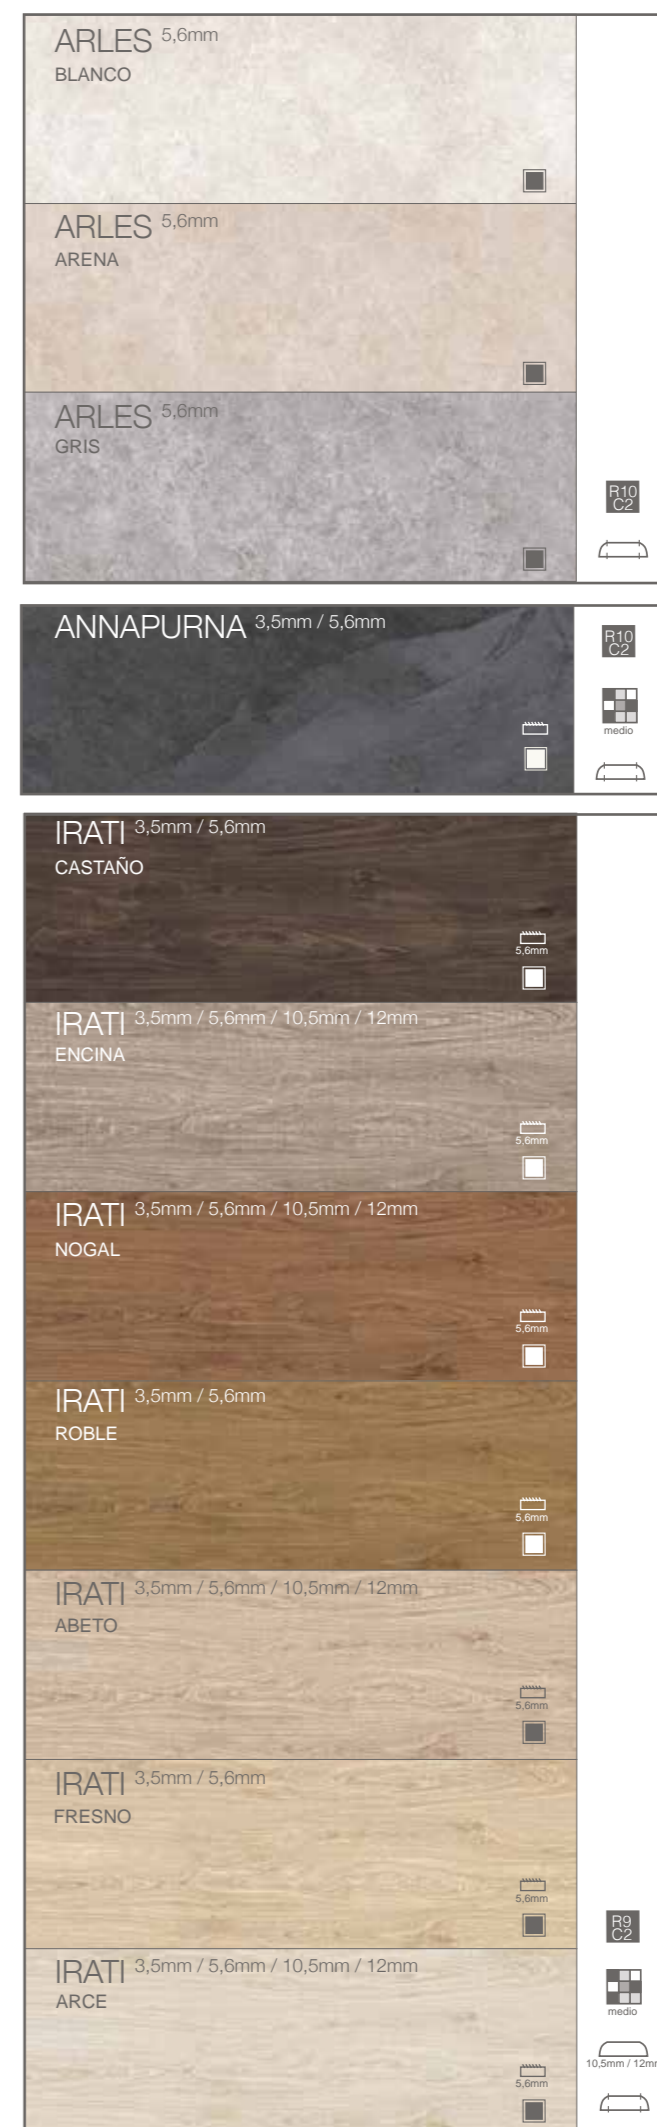 ARLES 5,6mm
BLANCO
ARLES 5,6mm
ARENA
ARLES 5,6mm
GRIS
R10
C2
ANNAPURNA 3,5mm / 5,6mm
R10
C2
medio
IRATI 3,5mm / 5,6mm
CASTAÑO
5,6mm
IRATI 3,5mm / 5,6mm / 10,5mm / 12mm
ENCINA
5,6mm
IRATI 3,5mm / 5,6mm / 10,5mm / 12mm
NOGAL
5,6mm
IRATI 3,5mm / 5,6mm
ROBLE
5,6mm
IRATI 3,5mm / 5,6mm / 10,5mm / 12mm
ABETO
5,6mm
IRATI 3,5mm / 5,6mm
FRESNO
5,6mm
R9
C2
IRATI 3,5mm / 5,6mm / 10,5mm / 12mm
ARCE
medio
10,5mm / 12mm
5,6mm